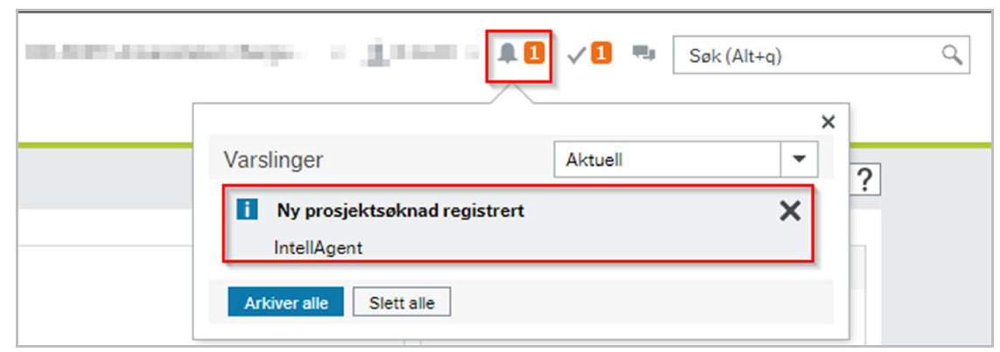 1
1
Søk (Alt+q)
Varslinger
Aktuell
?
Ny prosjektsøknad registrert
IntellAgent
Arkiver alle
Slett alle